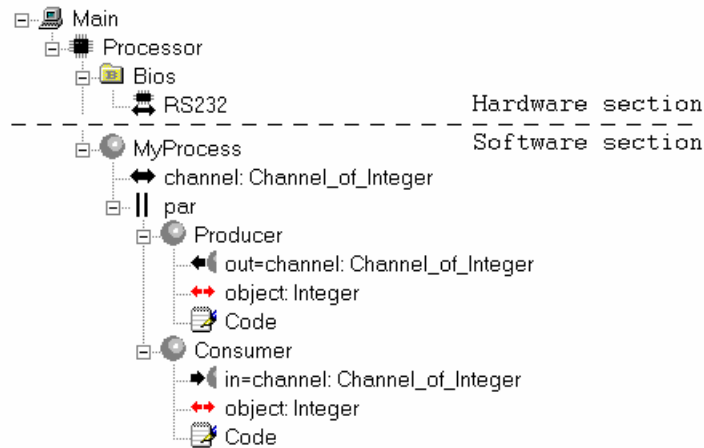 Main
Processor
Bios
RS232
Hardware section
Software section
MyProcess
channel: Channel_of_Integer
par
Producer
out=channel: Channel_of_Integer
object: Integer
Code
Consumer
in=channel: Channel_of_Integer
object: Integer
Code